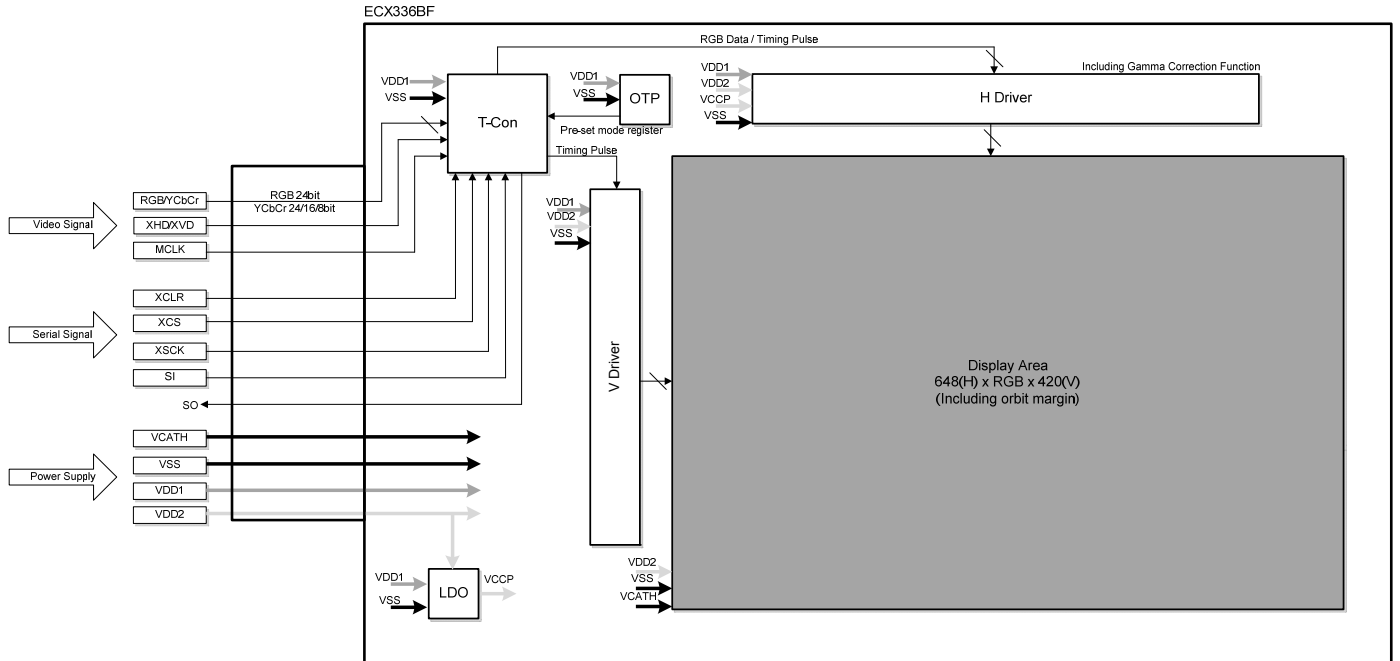 ECX336BF
RGB Data / Timing Pulse
Including Gamma Correction Function
VDD1
VSS
T-Con
VDD1
VSS
OTP
Pre-set mode register
Timing Pulse
VDD1
VDD2
VCCP
VSS
H Driver
Video Signal
RGB/YCbCr
XHD/XVD
MCLK
RGB 24bit
YCbCr 24/16/8bit
Serial Signal
XCLR
XCS
XSCK
SI
SO
Power Supply
VCATH
VSS
VDD1
VDD2
VDD1
VDD2
VSS
V Driver
Display Area
648(H) x RGB x 420(V)
(Including orbit margin)
VDD1
VSS
LDO
VCCP
VDD2
VSS
VCATH